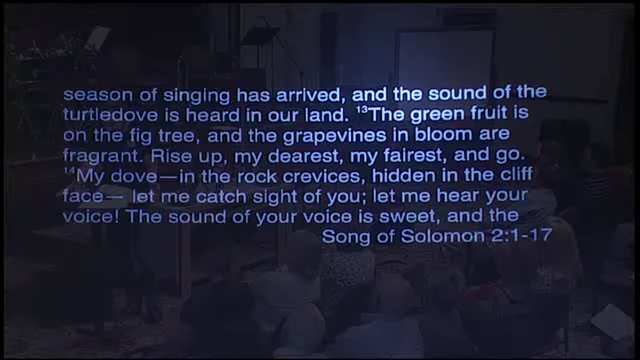 season of singing has arrived, and the sound of the
turtledove is heard in our land. ¹³The green fruit is
on the fig tree, and the grapevines in bloom are
fragrant. Rise up, my dearest, my fairest, and go.
¹⁴My dove—in the rock crevices, hidden in the cliff
face— let me catch sight of you; let me hear your
voice! The sound of your voice is sweet, and the
Song of Solomon 2:1-17